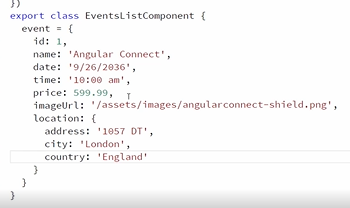 })
export class EventsListComponent {
event = {
id: 1,
name: 'Angular Connect',
date: '9/26/2036',
time: '10:00 am',
price: 599.99,
imageUrl: '/assets/images/angularconnect-shield.png',
location: {
address: '1057 DT',
city: 'London',
country: 'England'
}
}
}